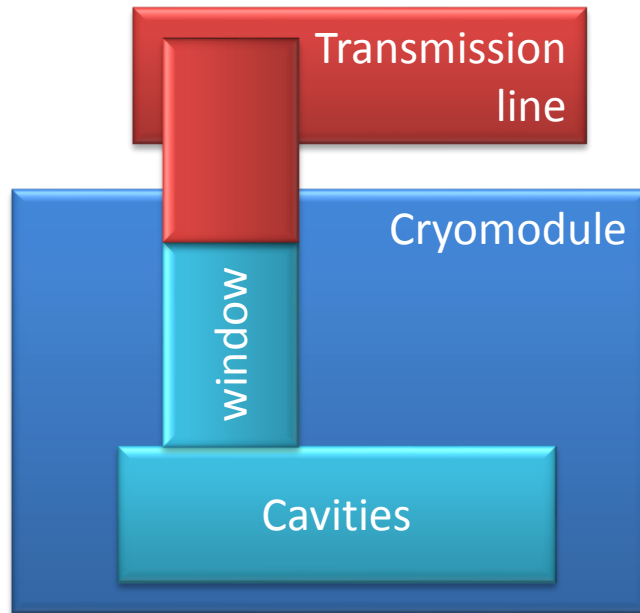 Transmission
line
Cryomodule
window
Cavities